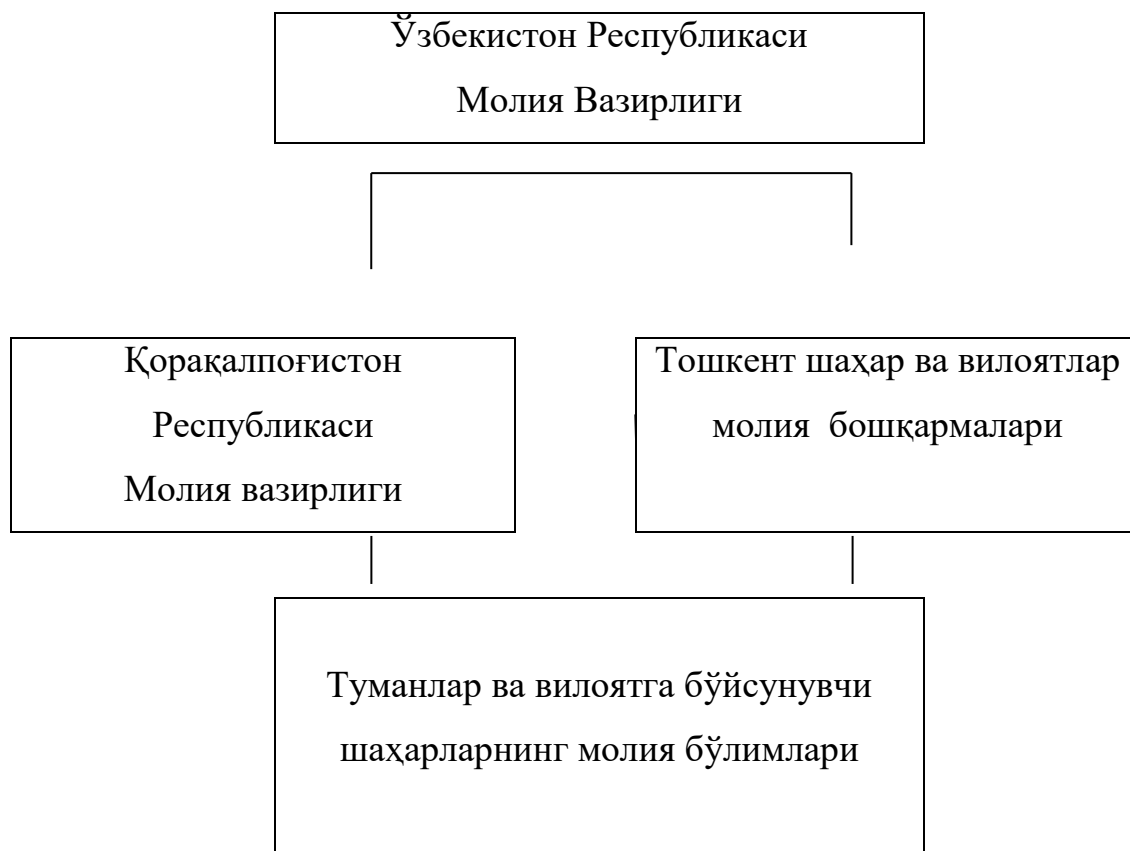 Ўзбекистон Республикаси
Молия Вазирлиги
Қорақалпоғистон
Республикаси
Молия вазирлиги
Тошкент шаҳар ва вилоятлар
молия бошқармалари
Туманлар ва вилоятга бўйсунувчи
шаҳарларнинг молия бўлимлари